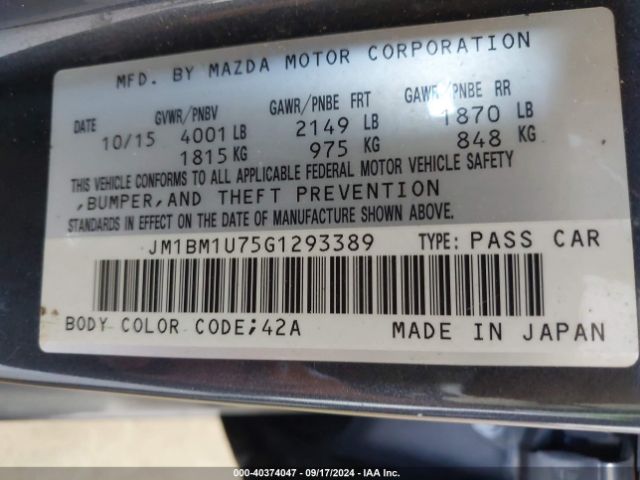 MFD. BY MAZDA MOTOR CORPORATION
DATE GVWR/PNBV GAWR/PNBE FRT GAWR/PNBE RR
10/15 4001 LB 2149 LB 1870 LB
1815 KG 975 KG 848 KG
THIS VEHICLE CONFORMS TO ALL APPLICABLE FEDERAL MOTOR VEHICLE SAFETY
,BUMPER,AND THEFT PREVENTION
STANDARDS IN EFFECT ON THE DATE OF MANUFACTURE SHOWN ABOVE.
JM1BM1U75G1293389 TYPE: PASS CAR
BODY COLOR CODE;42A MADE IN JAPAN
000-40374047 - 09/17/2024 - IAA Inc.